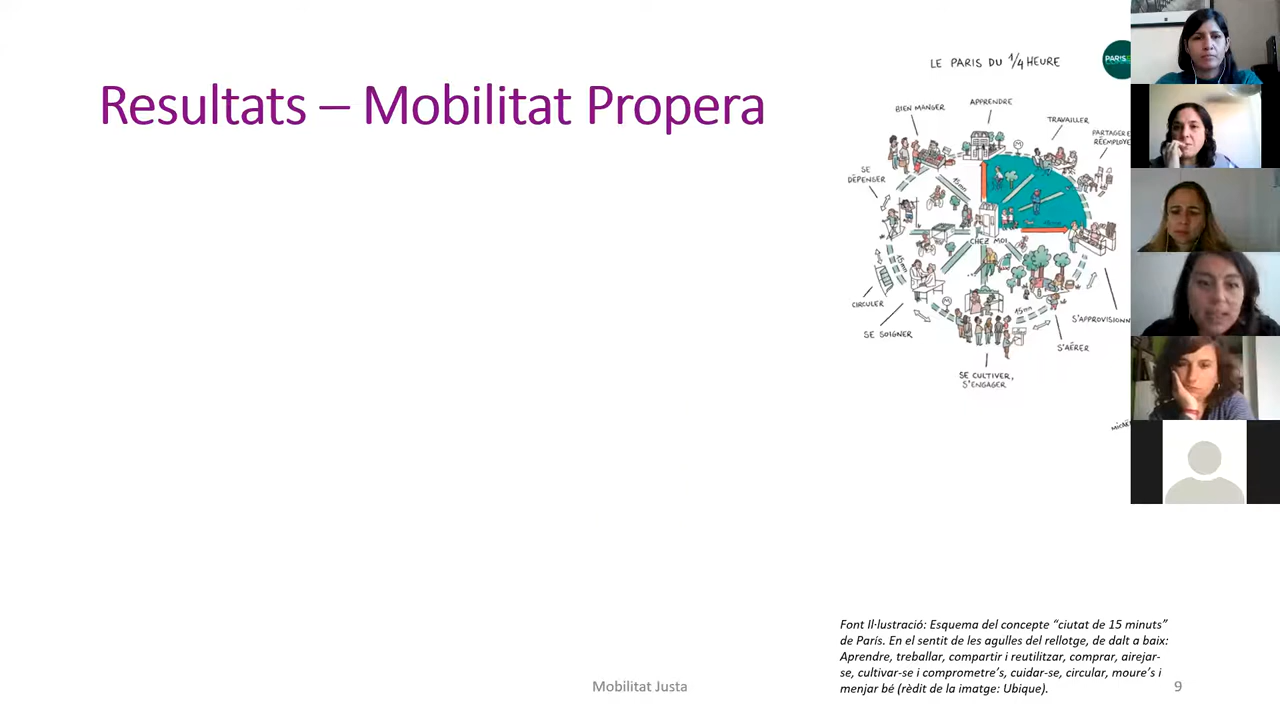 Resultats – Mobilitat Propera
LE PARIS DU 1/4 HEURE
BIEN MANGER
APPRENDRE
TRAVAILLER
PARTAGER E
RÉEMPLOYE
SE
DÉPENSER
15mn
CHEZ MOI
15mn
CIRCULER
SE SOIGNER
15mn
S'APPROVISIONN
S'AÉRER
SE CULTIVER,
S'ENGAGER
Font Il·lustració: Esquema del concepte “ciutat de 15 minuts”
de París. En el sentit de les agulles del rellotge, de dalt a baix:
Aprendre, treballar, compartir i reutilitzar, comprar, airejar-
se, cultivar-se i comprometre’s, cuidar-se, circular, moure’s i
menjar bé (rèdit de la imatge: Ubique).
Mobilitat Justa
9